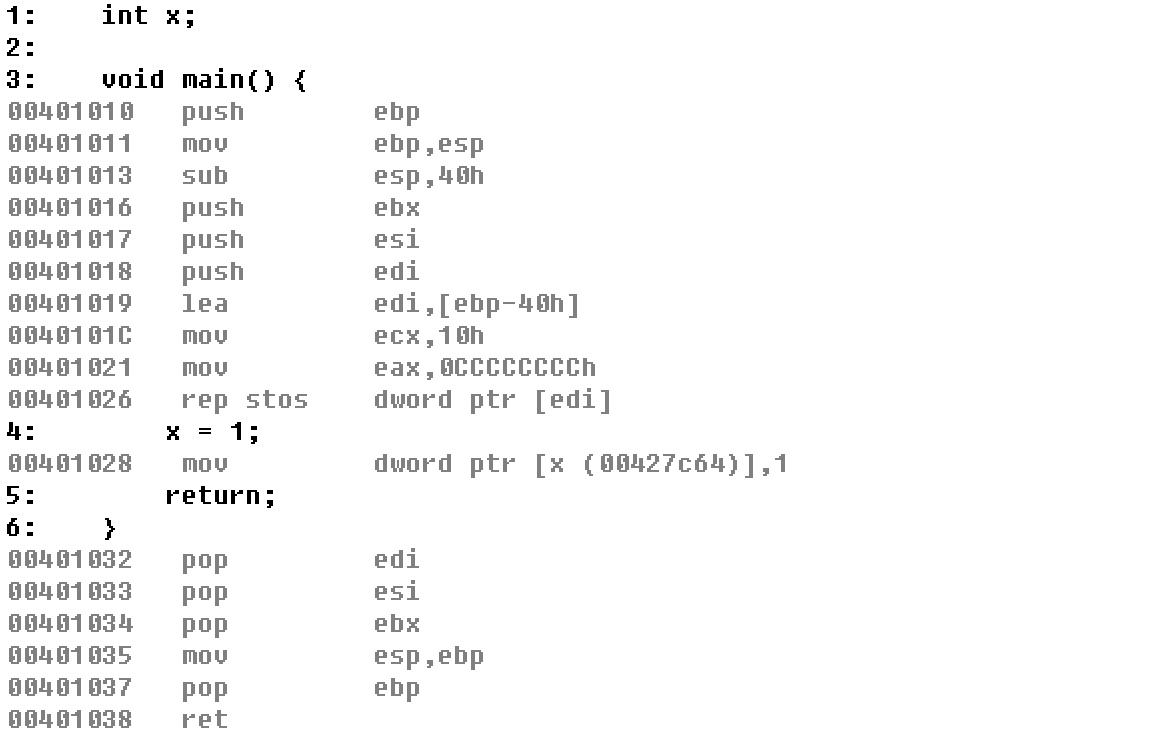 1:    int x;
2:
3:    void main() {
00401010   push        ebp
00401011   mov         ebp,esp
00401013   sub         esp,40h
00401016   push        ebx
00401017   push        esi
00401018   push        edi
00401019   lea         edi,[ebp-40h]
0040101C   mov         ecx,10h
00401021   mov         eax,0CCCCCCCCh
00401026   rep stos    dword ptr [edi]
4:        x = 1;
00401028   mov         dword ptr [x (00427c64)],1
5:        return;
6:    }
00401032   pop         edi
00401033   pop         esi
00401034   pop         ebx
00401035   mov         esp,ebp
00401037   pop         ebp
00401038   ret